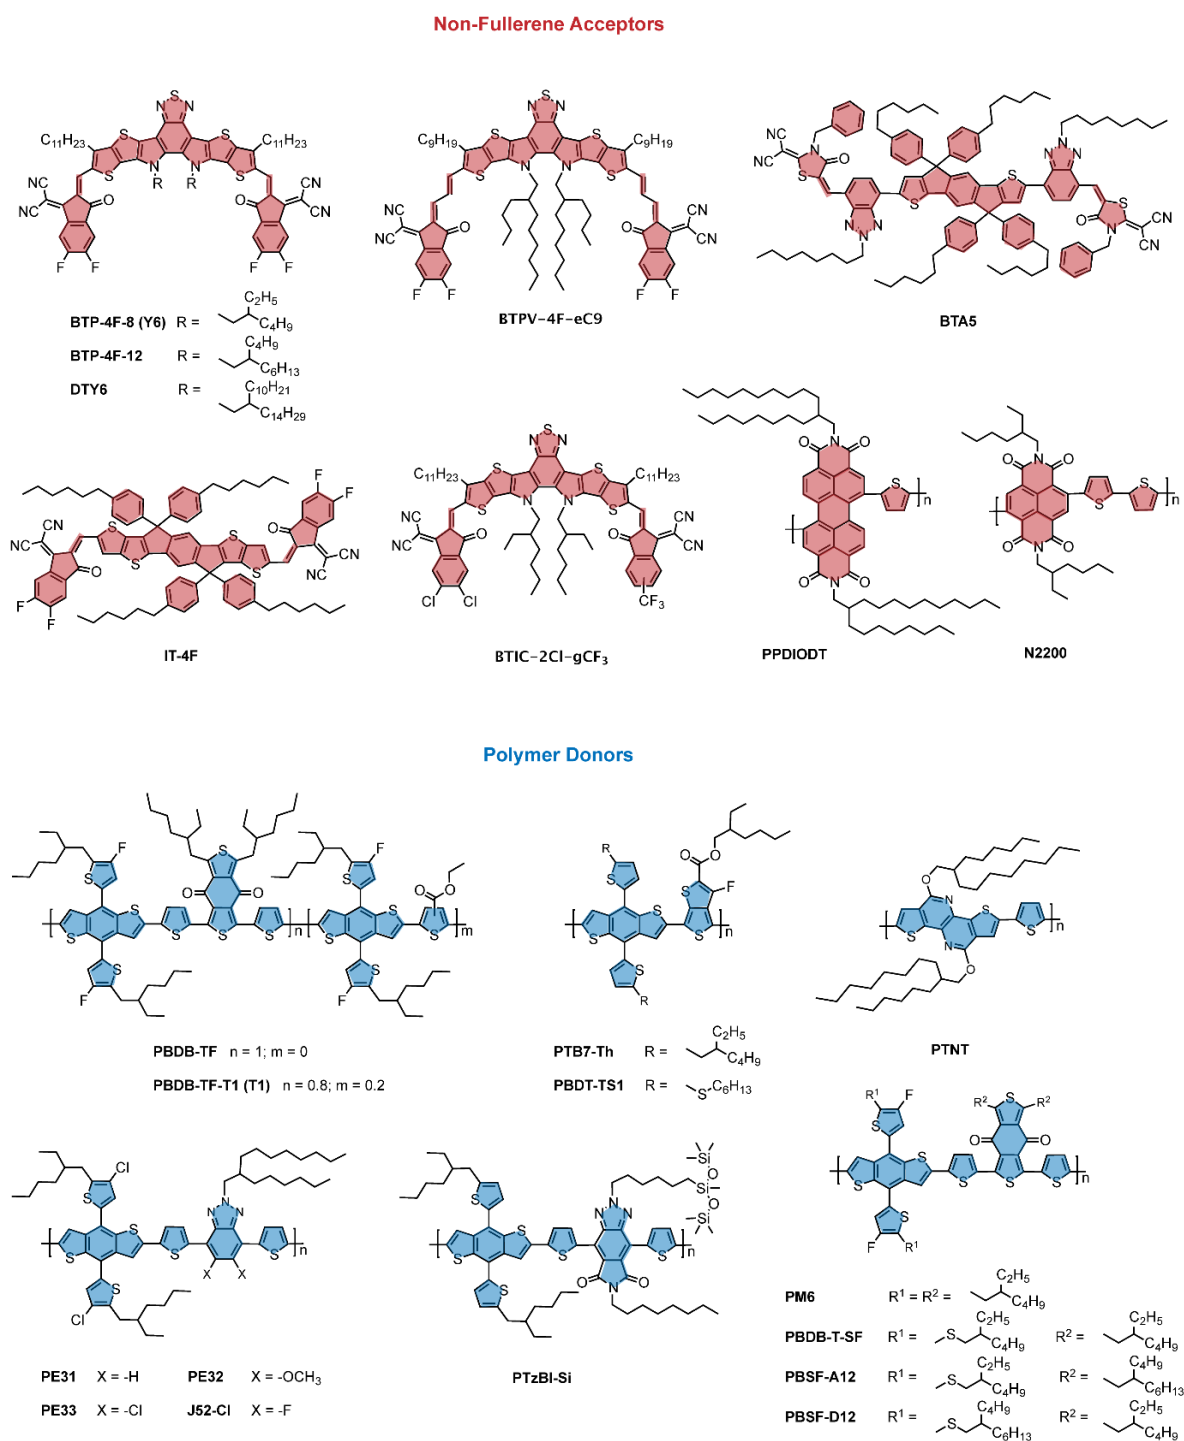 Non-Fullerene Acceptors
N S N
S S
C11H23 C11H23
S N N S
R R
CN NC
CN O O CN
CN
F F F F
BTP-4F-8 (Y6) R = C2H5 C4H9
BTP-4F-12 R = C4H9 C6H13
DTY6 R = C10H21 C14H29
N S N
S S
C9H19 C9H19
S N N S
NC CN
NC O O CN
F F F F
BTPV-4F-eC9
NC N
NC S O
N N N
N N N
S S
S
O N CN
CN
BTA5
F
F
CN S S O
NC O S S CN
NC
F
F
IT-4F
N S N
S S
C11H23 C11H23
S N N S
NC CN
NC O O CN
Cl Cl CF3
BTIC-2Cl-gCF3
O N O
S
n
O N O
PPDIODT
O N O
S
S n
O N O
N2200
Polymer Donors
F F
S S S
O O O O
S S S
S S S S n S S m
S S
F F
PBDB-TF n = 1; m = 0
PBDB-TF-T1 (T1) n = 0.8; m = 0.2
R O O
S S F
S
S S n
S
R
PTB7-Th R = C2H5 C4H9
PBDT-TS1 R = S C6H13
O N S
S N S n
O
PTNT
Cl
S N
N N
S S
S S n
S X X
Cl
PE31 X = -H PE32 X = -OCH3
PE33 X = -Cl J52-Cl X = -F
Si
O
Si
O
Si
S N
N N
S S
S S n
S O N O
PTzBI-Si
R1 F R2 S R2
S O O
S
S S S S n
S
F R1
PM6 R1 = R2 = C2H5 C4H9
PBDB-T-SF R1 = S C2H5 C4H9 R2 = C2H5 C4H9
PBSF-A12 R1 = S C2H5 C4H9 R2 = C4H9 C6H13
PBSF-D12 R1 = S C4H9 C6H13 R2 = C2H5 C4H9